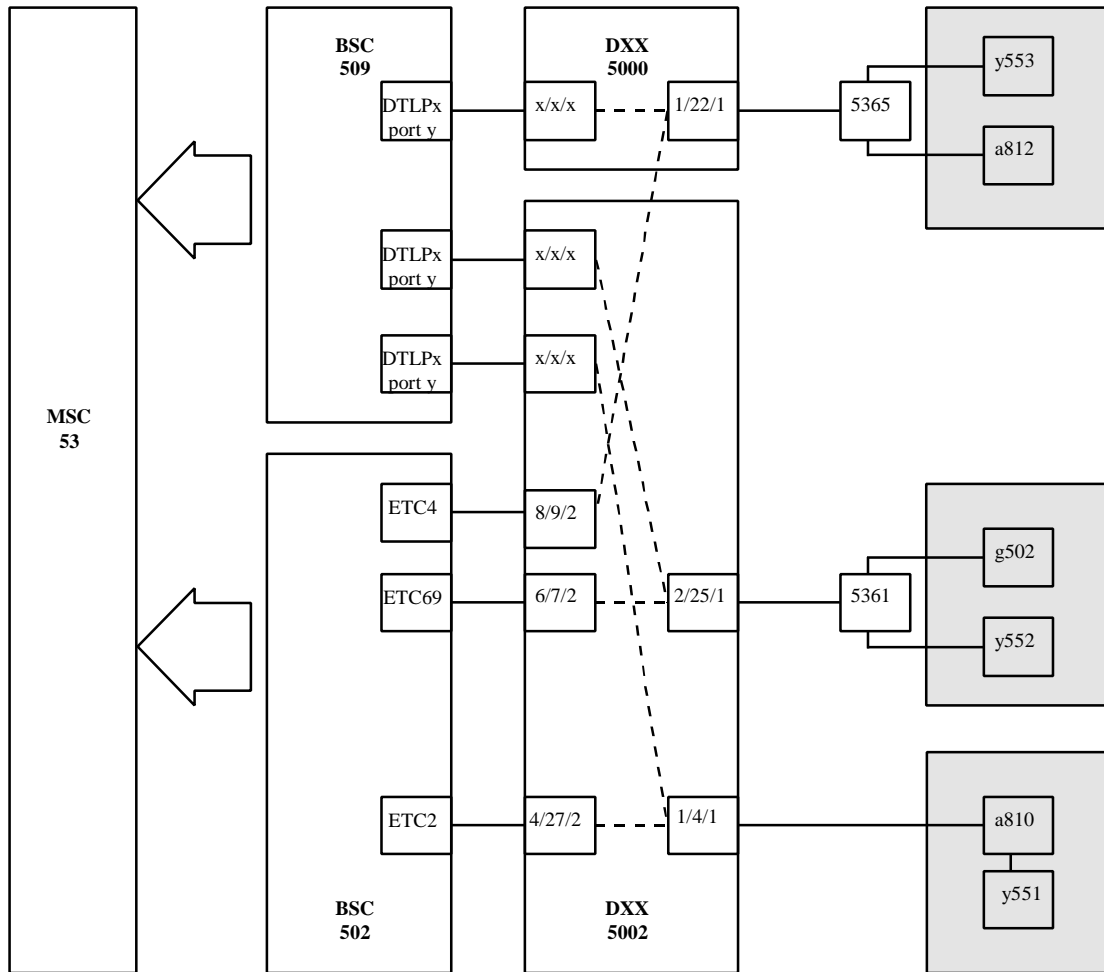 MSC
53
BSC
509
DTLPx
port y
DTLPx
port y
DTLPx
port y
ETC4
ETC69
ETC2
BSC
502
DXX
5000
x/x/x
1/22/1
x/x/x
x/x/x
8/9/2
6/7/2
2/25/1
4/27/2
1/4/1
DXX
5002
5365
y553
a812
5361
g502
y552
a810
y551